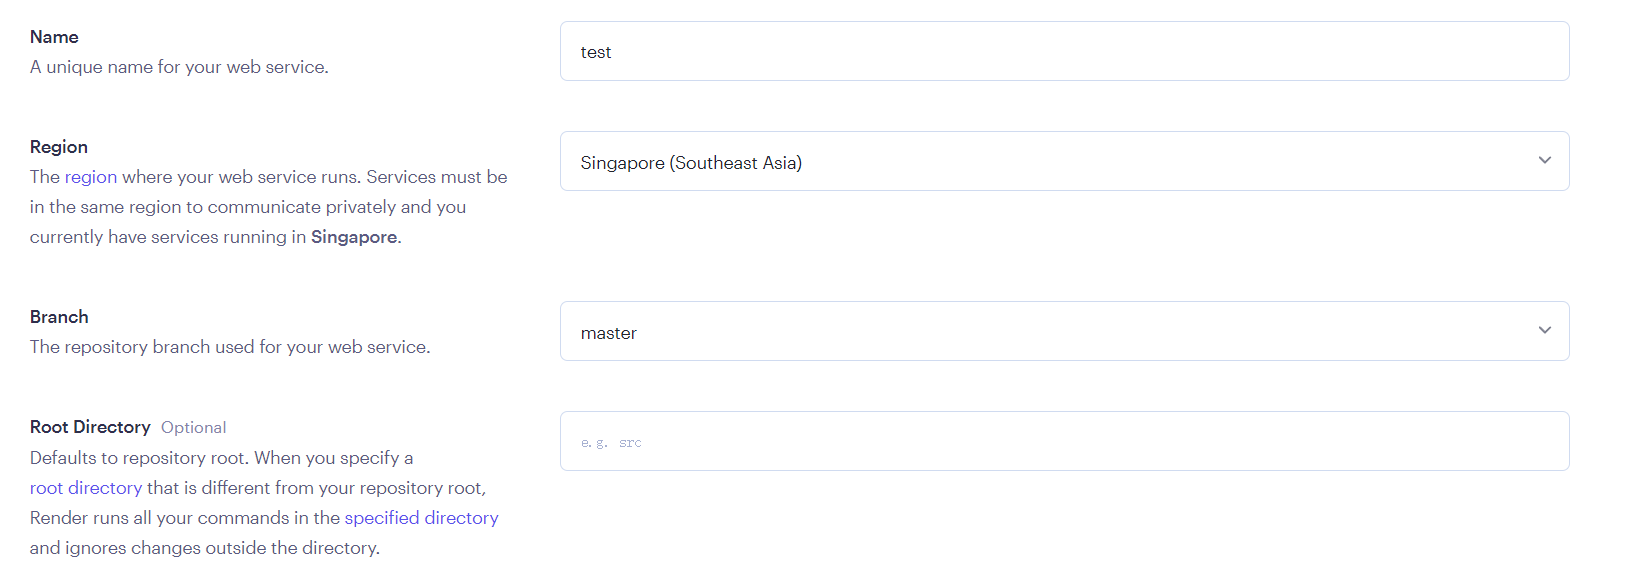 Name
test
A unique name for your web service.
Region
Singapore (Southeast Asia)
The region where your web service runs. Services must be
in the same region to communicate privately and you
currently have services running in Singapore.
Branch
master
The repository branch used for your web service.
Root Directory Optional
e.g. src
Defaults to repository root. When you specify a
root directory that is different from your repository root,
Render runs all your commands in the specified directory
and ignores changes outside the directory.